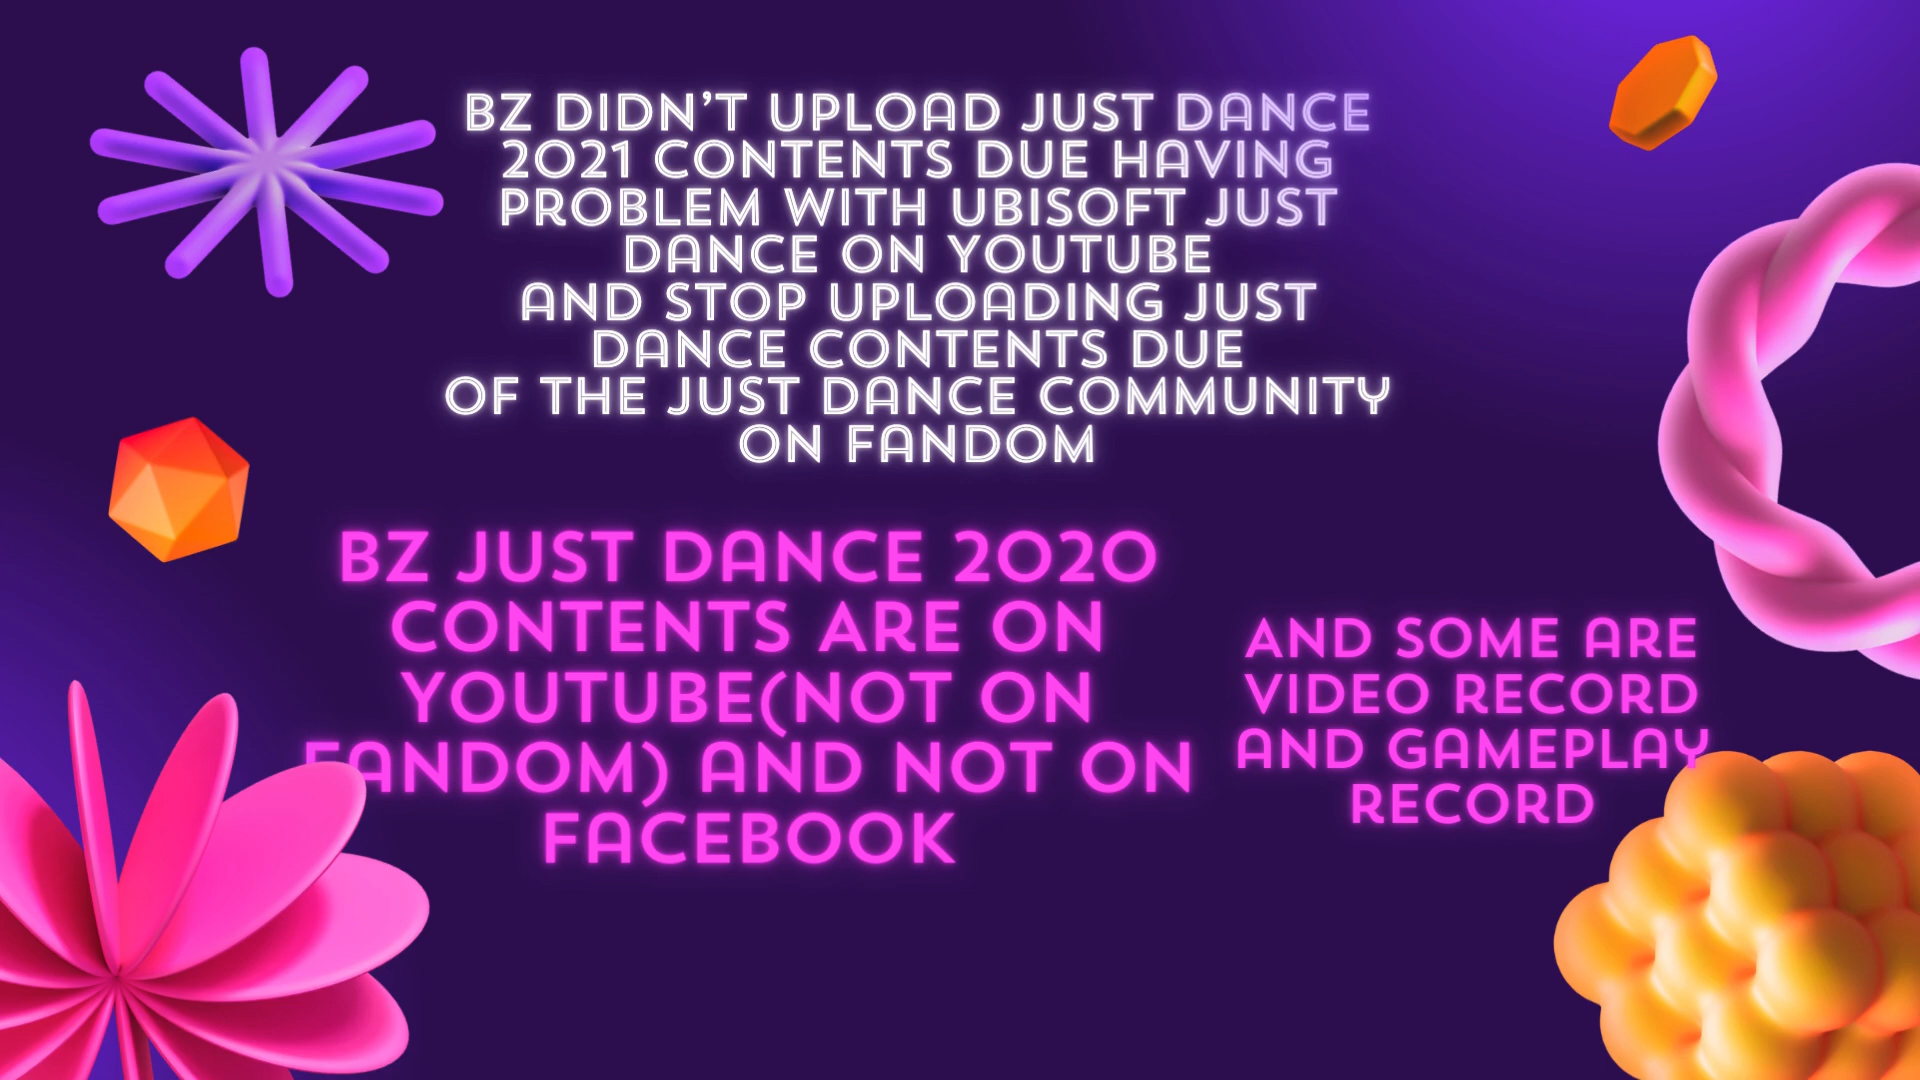 BZ DIDN'T UPLOAD JUST DANCE
2021 CONTENTS DUE HAVING
PROBLEM WITH UBISOFT JUST
DANCE ON YOUTUBE
AND STOP UPLOADING JUST
DANCE CONTENTS DUE
OF THE JUST DANCE COMMUNITY
ON FANDOM
BZ JUST DANCE 2020
CONTENTS ARE ON
YOUTUBE(NOT ON
FANDOM) AND NOT ON
FACEBOOK
AND SOME ARE
VIDEO RECORD
AND GAMEPLAY
RECORD